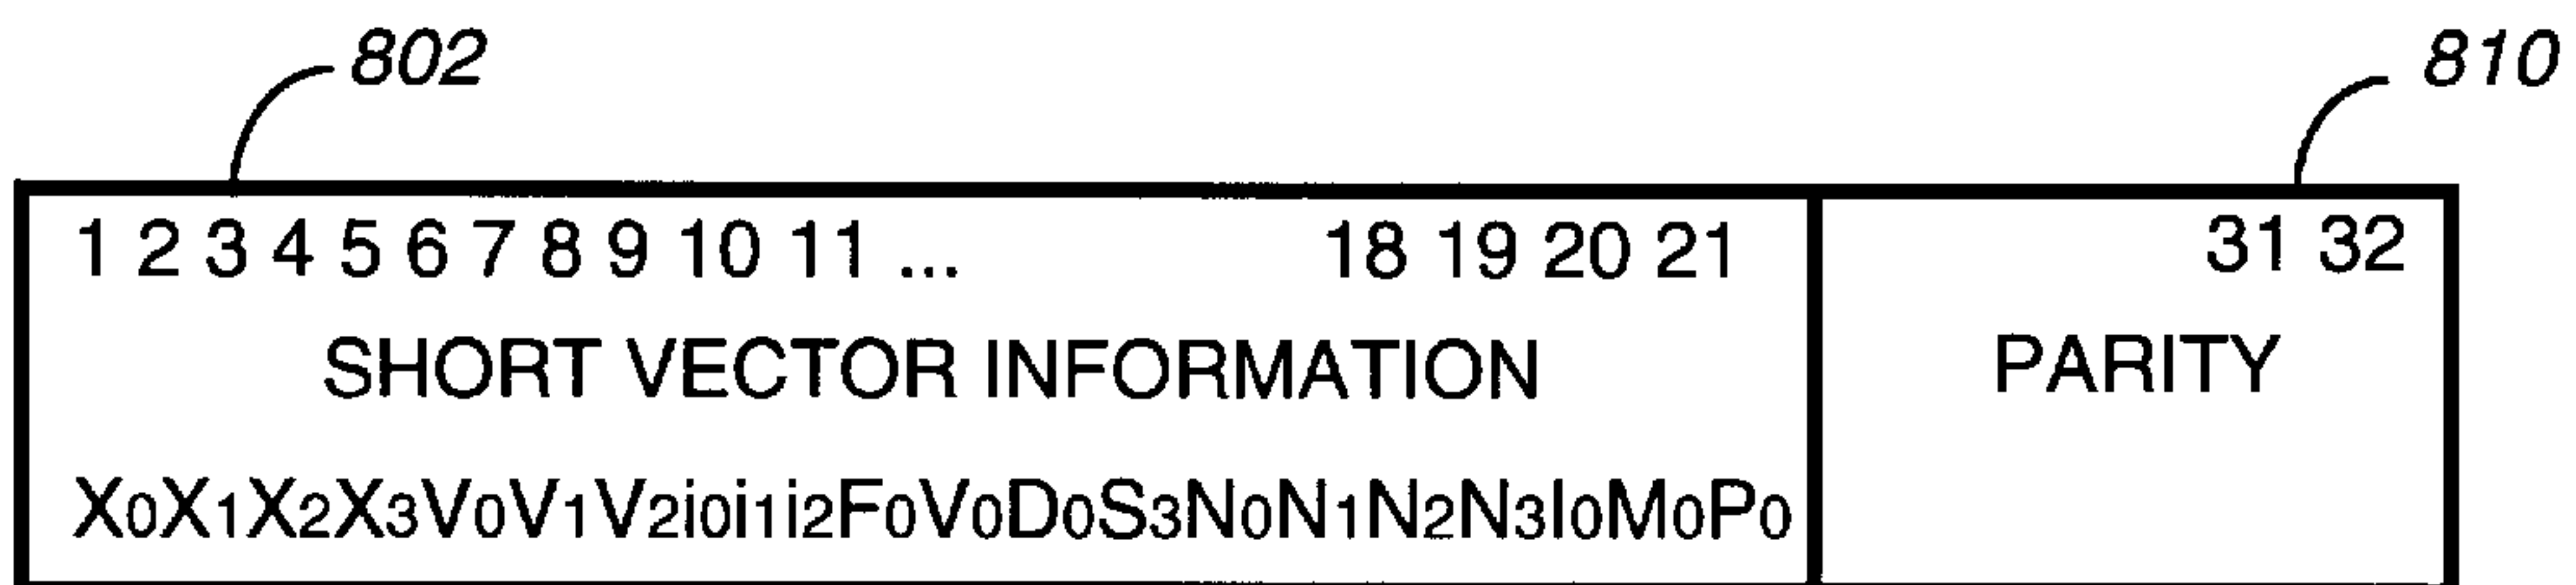 802 810
1 2 3 4 5 6 7 8 9 10 11 ... 18 19 20 21 31 32
SHORT VECTOR INFORMATION PARITY
X0X1X2X3V0V1V2i0i1i2F0V0D0S3N0N1N2N3I0M0P0